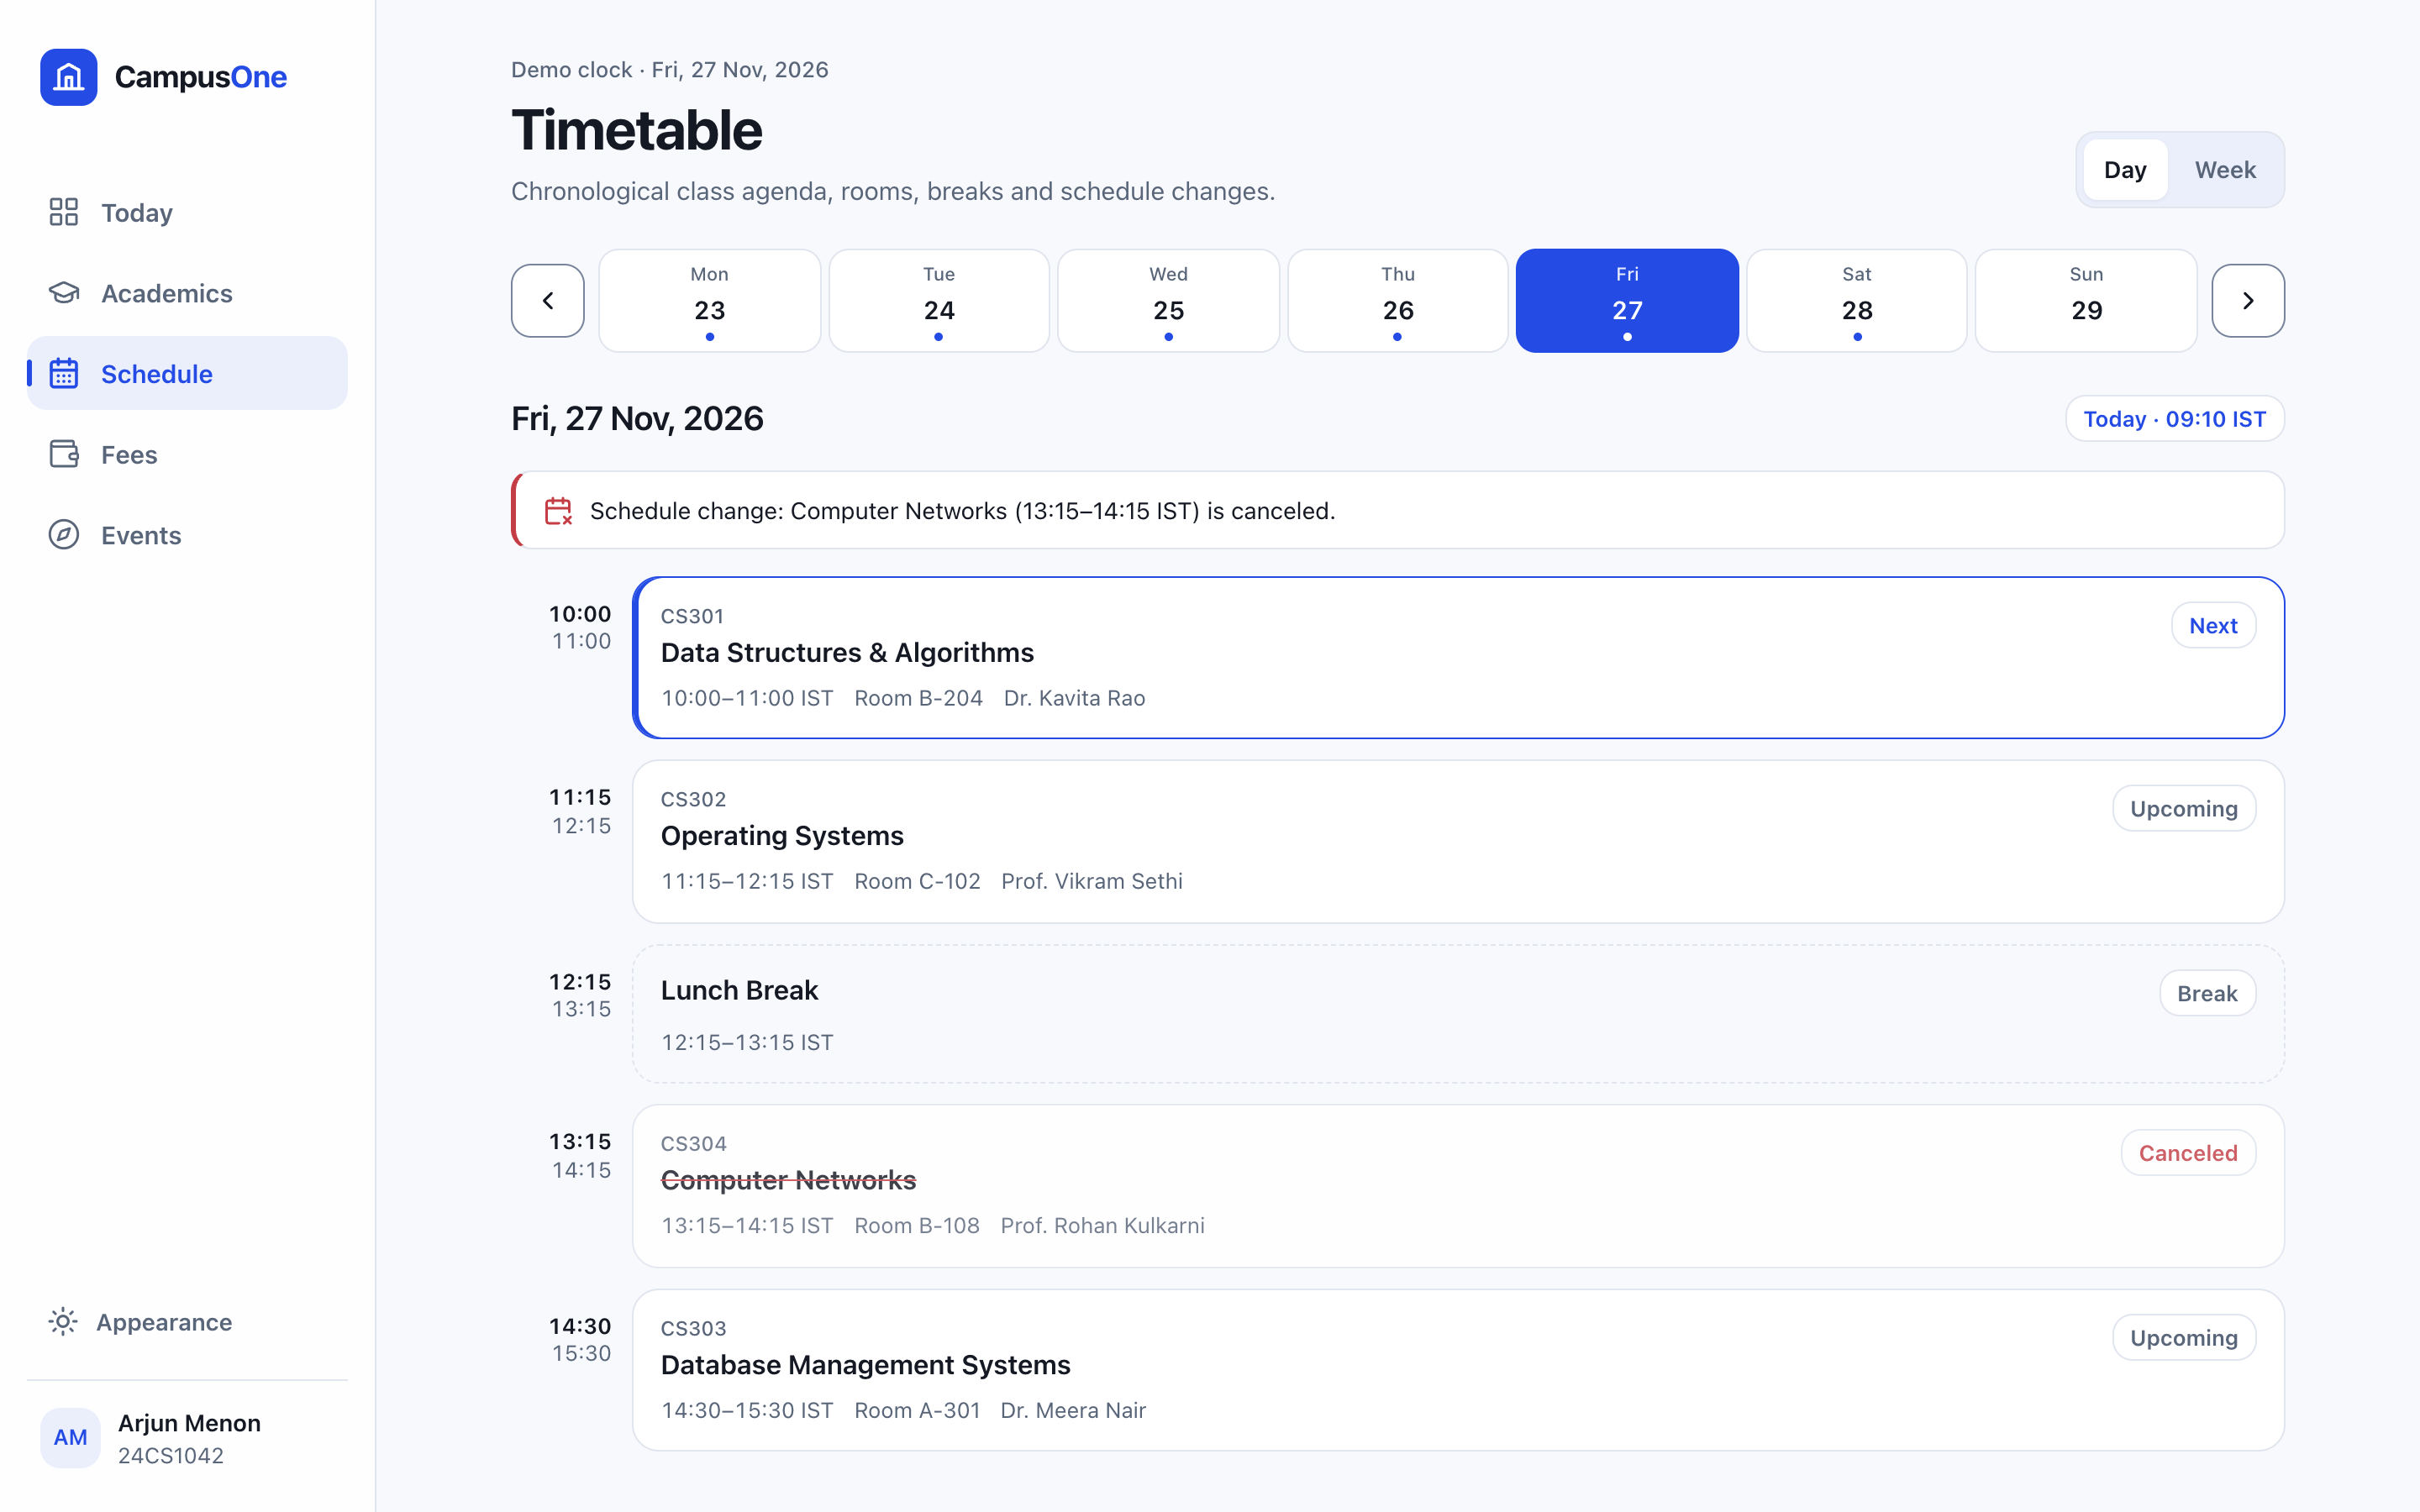 CampusOne
Today
Academics
Schedule
Fees
Events
Appearance
AM
Arjun Menon
24CS1042
Demo clock · Fri, 27 Nov, 2026
Timetable
Chronological class agenda, rooms, breaks and schedule changes.
Day Week
Mon 23
Tue 24
Wed 25
Thu 26
Fri 27
Sat 28
Sun 29
Fri, 27 Nov, 2026
Today · 09:10 IST
Schedule change: Computer Networks (13:15–14:15 IST) is canceled.
10:00
11:00
CS301
Data Structures & Algorithms
10:00–11:00 IST Room B-204 Dr. Kavita Rao
Next
11:15
12:15
CS302
Operating Systems
11:15–12:15 IST Room C-102 Prof. Vikram Sethi
Upcoming
12:15
13:15
Lunch Break
12:15–13:15 IST
Break
13:15
14:15
CS304
Computer Networks
13:15–14:15 IST Room B-108 Prof. Rohan Kulkarni
Canceled
14:30
15:30
CS303
Database Management Systems
14:30–15:30 IST Room A-301 Dr. Meera Nair
Upcoming